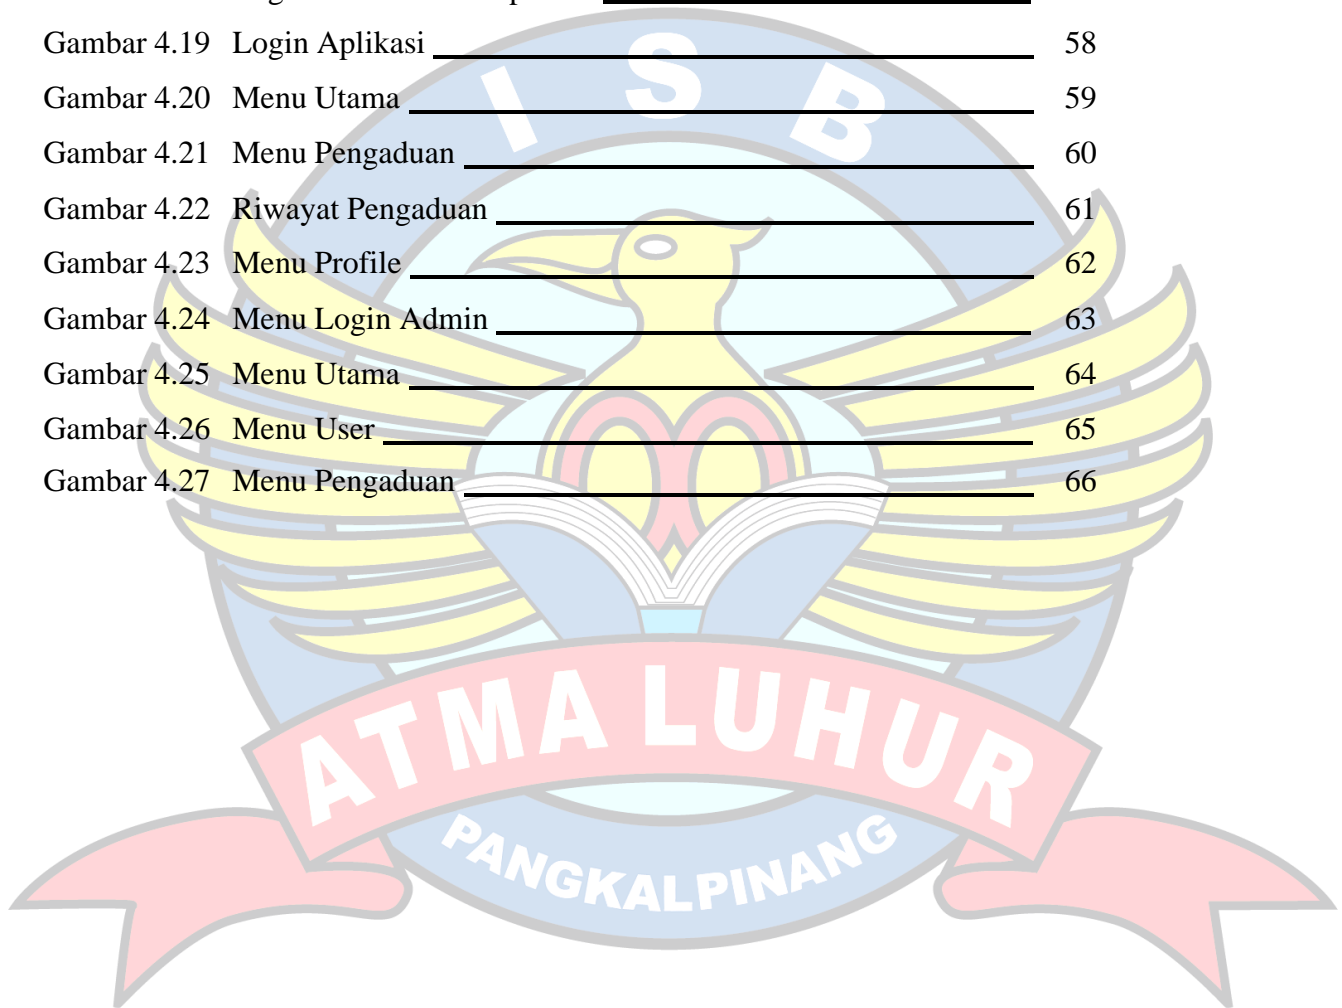 Gambar 4.19 Login Aplikasi 58
Gambar 4.20 Menu Utama 59
Gambar 4.21 Menu Pengaduan 60
Gambar 4.22 Riwayat Pengaduan 61
Gambar 4.23 Menu Profile 62
Gambar 4.24 Menu Login Admin 63
Gambar 4.25 Menu Utama 64
Gambar 4.26 Menu User 65
Gambar 4.27 Menu Pengaduan 66
I S B
ATMA LUHUR
PANGKALPINANG